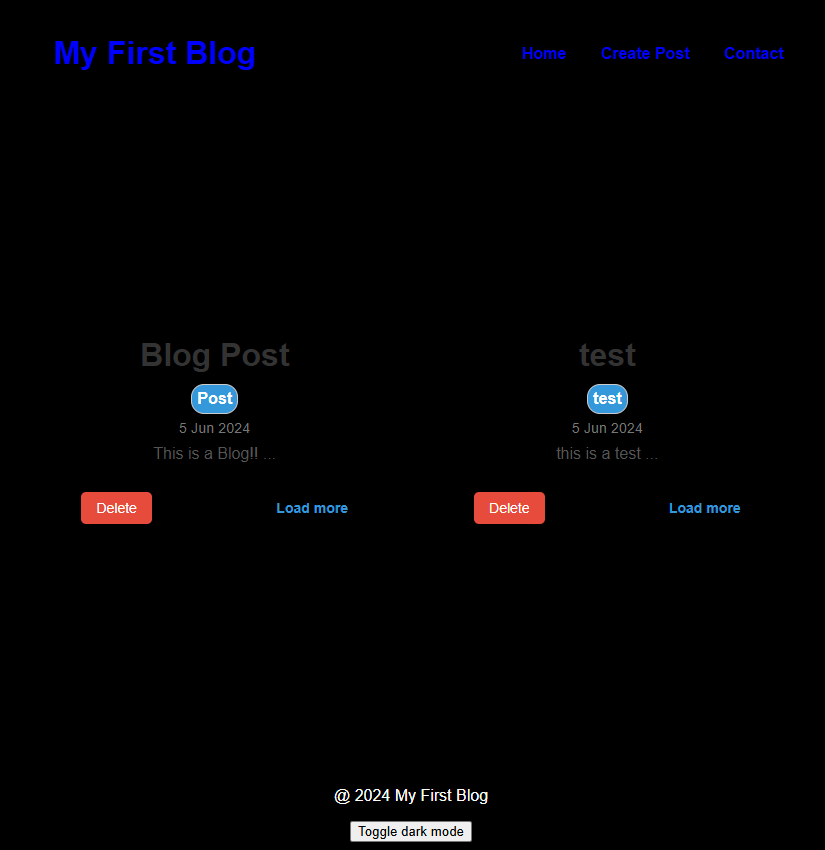 My First Blog
Home Create Post Contact
Blog Post
Post
5 Jun 2024
This is a Blog!! ...
Delete Load more
test
test
5 Jun 2024
this is a test ...
Delete Load more
@ 2024 My First Blog
Toggle dark mode